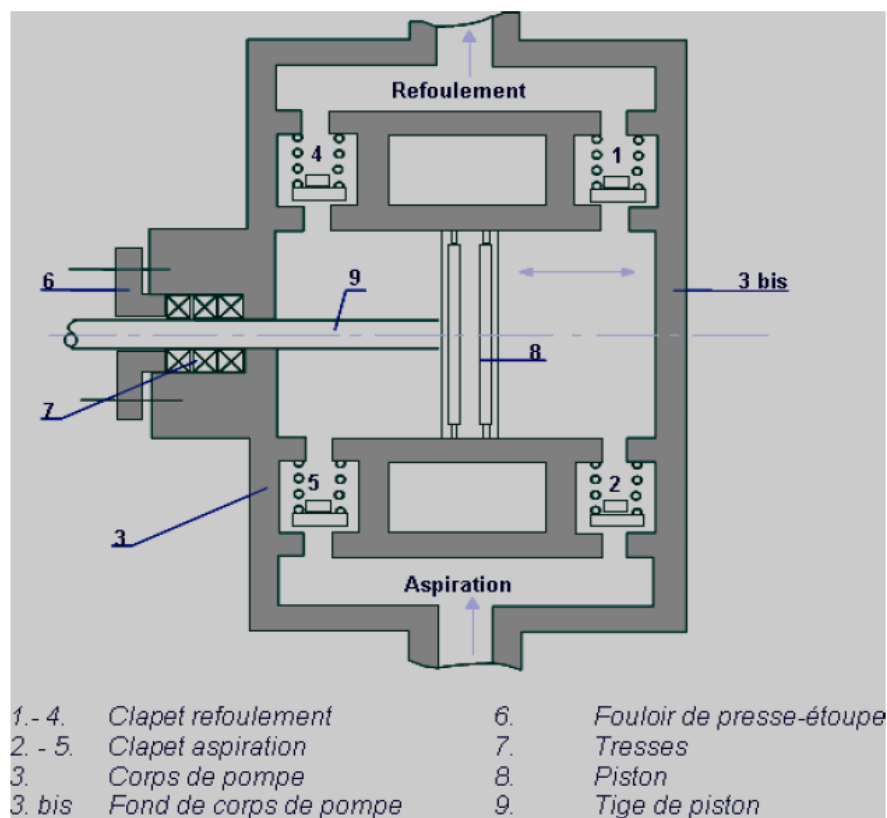 Refoulement
4
1
6
9
3 bis
8
7
5
2
3
Aspiration
1.- 4. Clapet refoulement
2. - 5. Clapet aspiration
3. Corps de pompe
3. bis Fond de corps de pompe
6. Fouloir de presse-étoupe
7. Tresses
8. Piston
9. Tige de piston